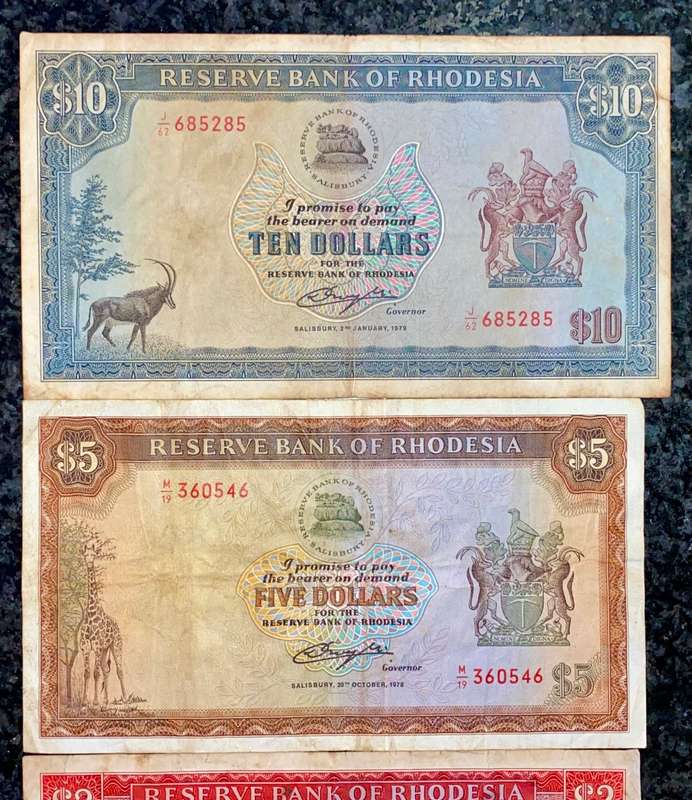 $10 RESERVE BANK OF RHODESIA $10
J/62 685285
RESERVE BANK OF RHODESIA · SALISBURY ·
I promise to pay
the bearer on demand
TEN DOLLARS
FOR THE
RESERVE BANK OF RHODESIA
Governor
J/62 685285
SALISBURY, 2ND JANUARY, 1979
$10
$5 RESERVE BANK OF RHODESIA $5
M/19 360546
RESERVE BANK OF RHODESIA · SALISBURY ·
I promise to pay
the bearer on demand
FIVE DOLLARS
FOR THE
RESERVE BANK OF RHODESIA
Governor
M/19 360546
SALISBURY, 20TH OCTOBER, 1978
$5
$2 RESERVE BANK OF RHODESIA $2